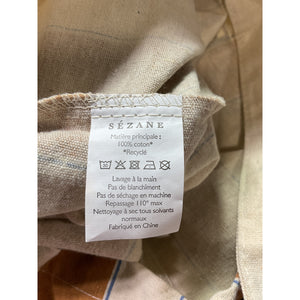 SÉZANE
Matière principale :
100% coton*
*Recyclé
Lavage à la main
Pas de blanchiment
Pas de séchage en machine
Repassage 110° max
Nettoyage à sec tous solvants
normaux
Fabriqué en Chine